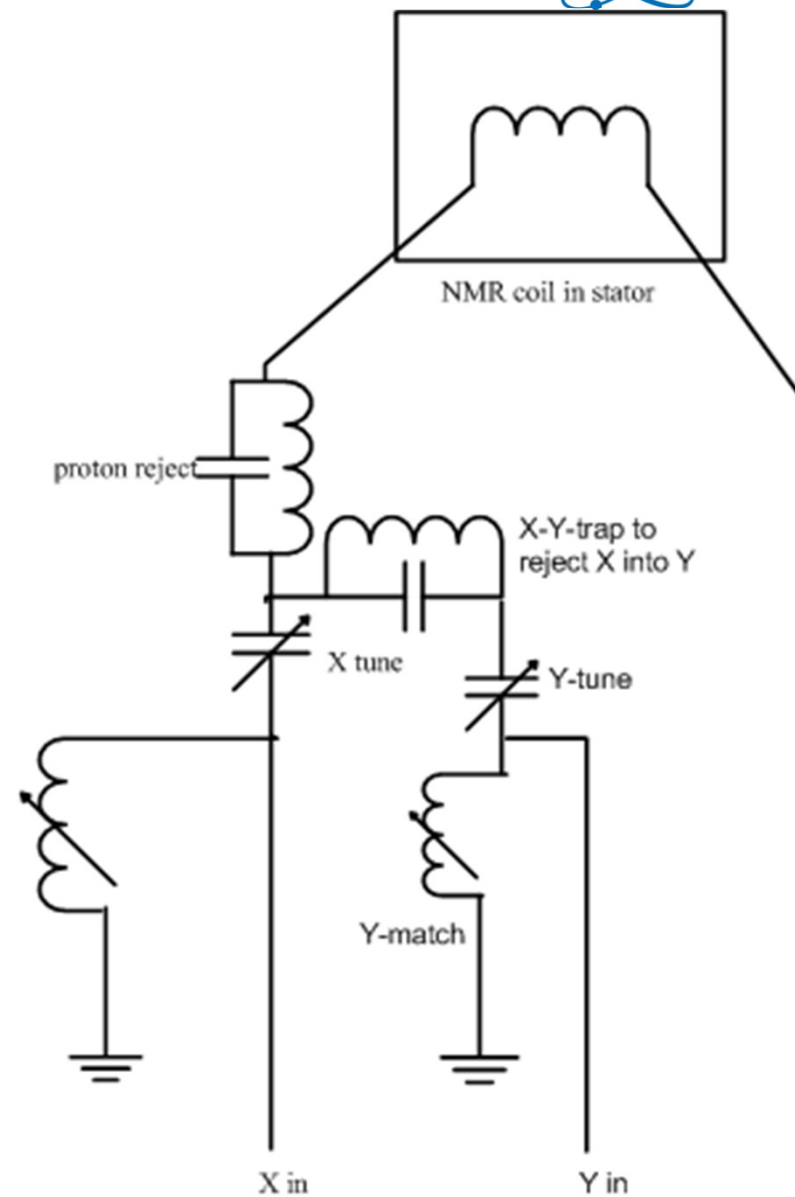 NMR coil in stator
proton reject
X-Y-trap to
reject X into Y
X tune
Y-tune
Y-match
X in
Y in